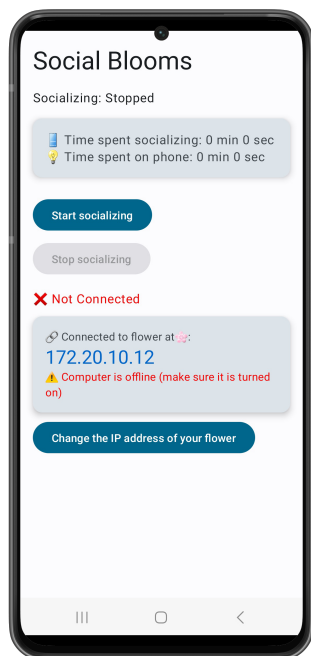 Social Blooms
Socializing: Stopped
📱 Time spent socializing: 0 min 0 sec
💡 Time spent on phone: 0 min 0 sec
Start socializing
Stop socializing
❌ Not Connected
🔗 Connected to flower at🌸:
172.20.10.12
⚠️ Computer is offline (make sure it is turned
on)
Change the IP address of your flower